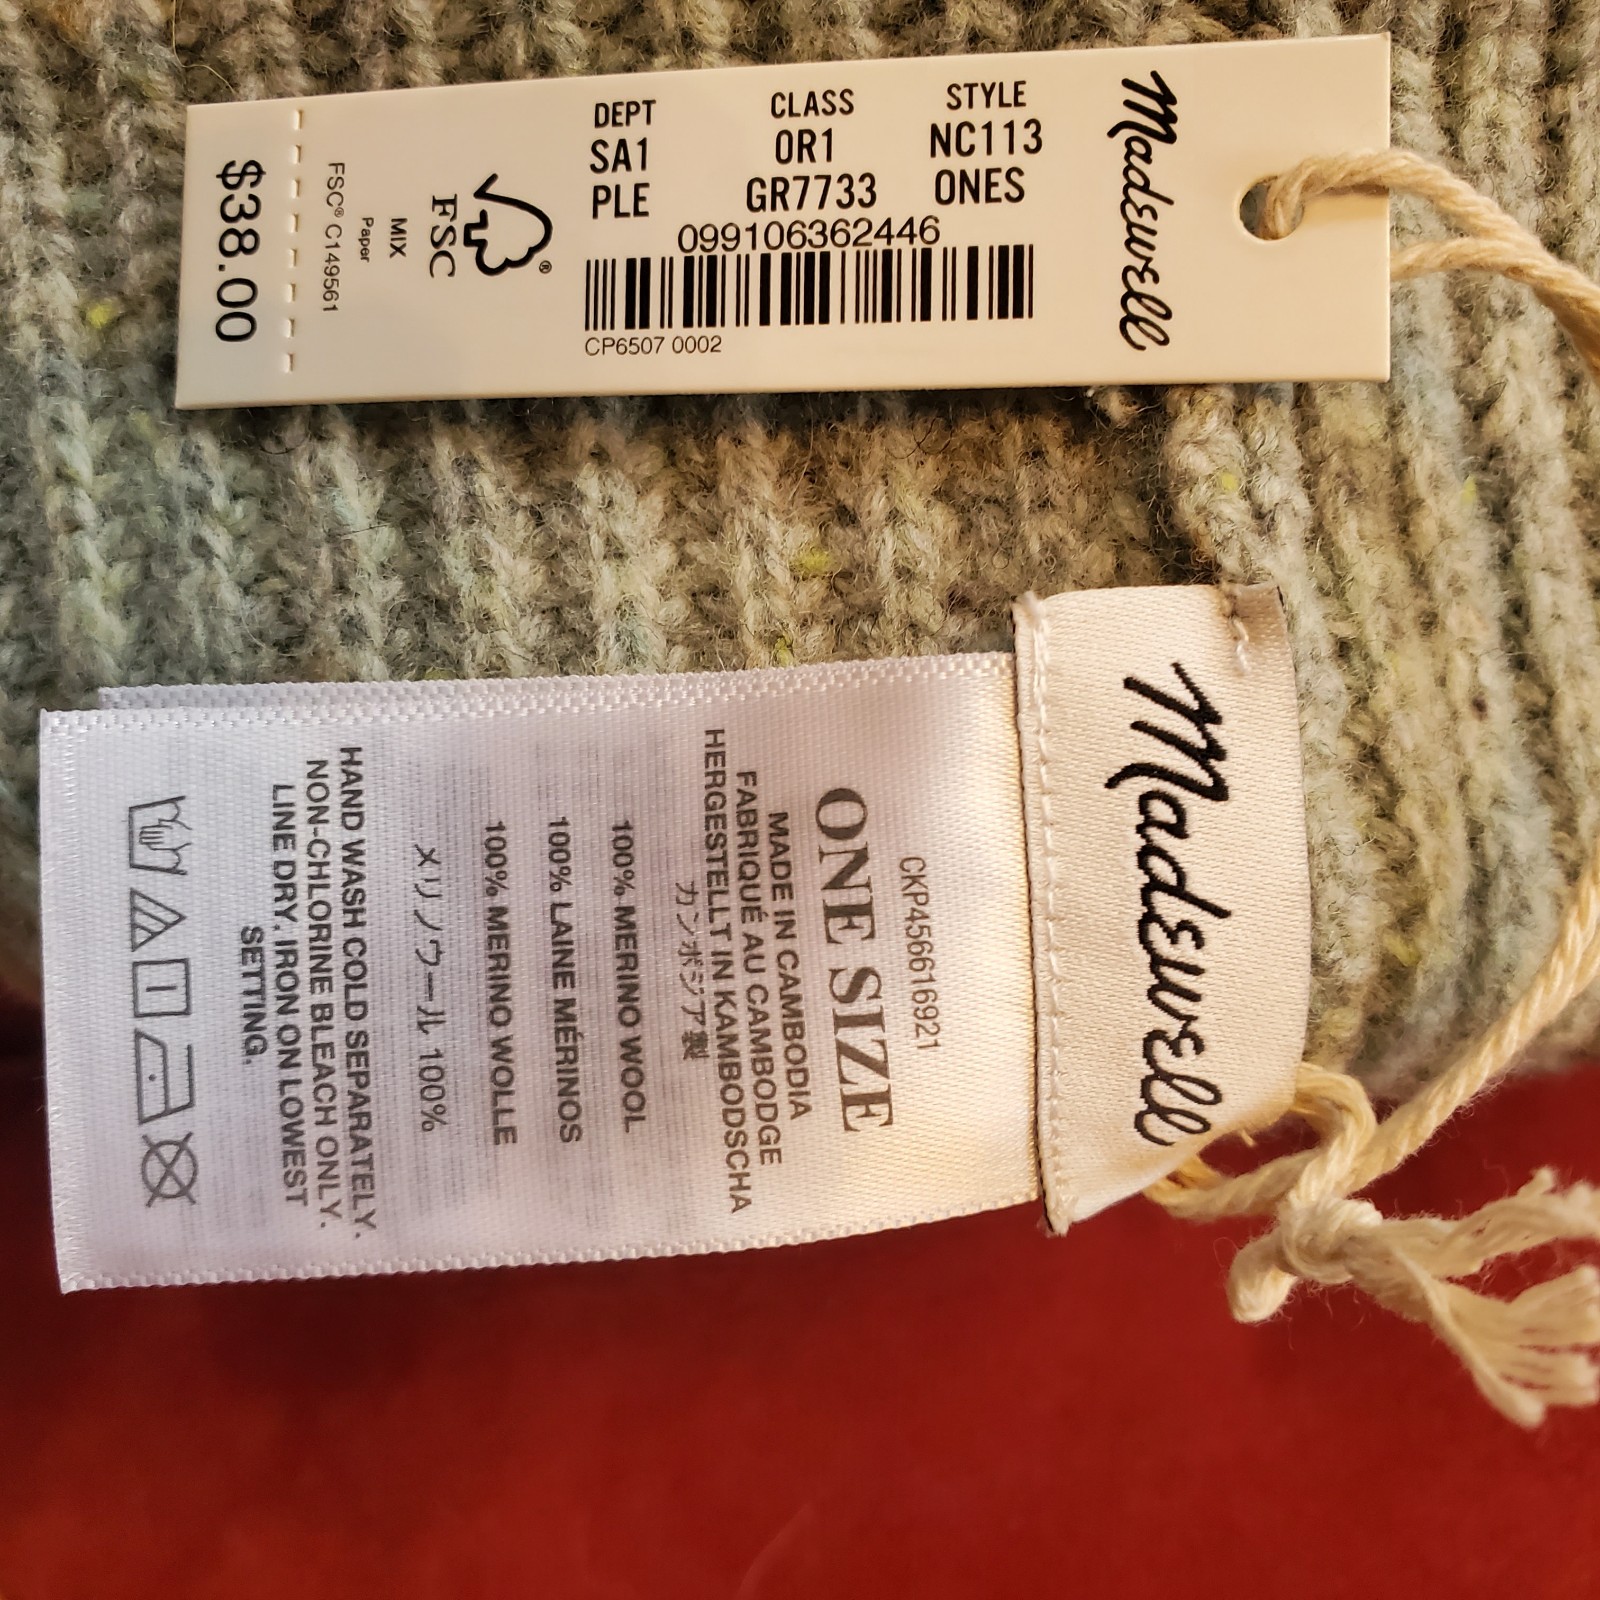 Madewell
DEPT CLASS STYLE
SA1 0R1 NC113
PLE GR7733 ONES
099106362446
CP6507 0002
FSC®
MIX
Paper
FSC® C149561
$38.00
Madewell
CKP456616921
ONE SIZE
MADE IN CAMBODIA
FABRIQUÉ AU CAMBODGE
HERGESTELLT IN KAMBODSCHA
カンボジア製
100% MERINO WOOL
100% LAINE MÉRINOS
100% MERINO WOLLE
メリノウール 100%
HAND WASH COLD SEPARATELY.
NON-CHLORINE BLEACH ONLY.
LINE DRY. IRON ON LOWEST
SETTING.